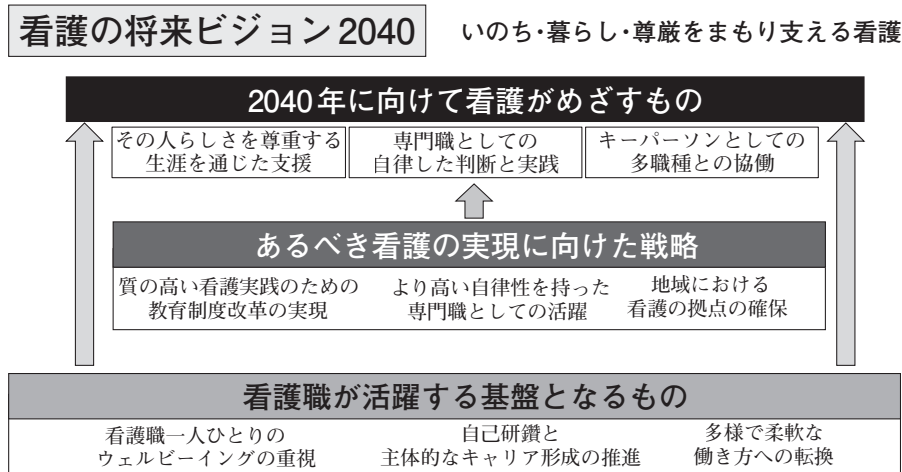 看護の将来ビジョン2040 いのち・暮らし・尊厳をまもり支える看護
2040年に向けて看護がめざすもの
その人らしさを尊重する
生涯を通じた支援
専門職としての
自律した判断と実践
キーパーソンとしての
多職種との協働
あるべき看護の実現に向けた戦略
質の高い看護実践のための
教育制度改革の実現
より高い自律性を持った
専門職としての活躍
地域における
看護の拠点の確保
看護職が活躍する基盤となるもの
看護職一人ひとりの
ウェルビーイングの重視
自己研鑽と
主体的なキャリア形成の推進
多様で柔軟な
働き方への転換